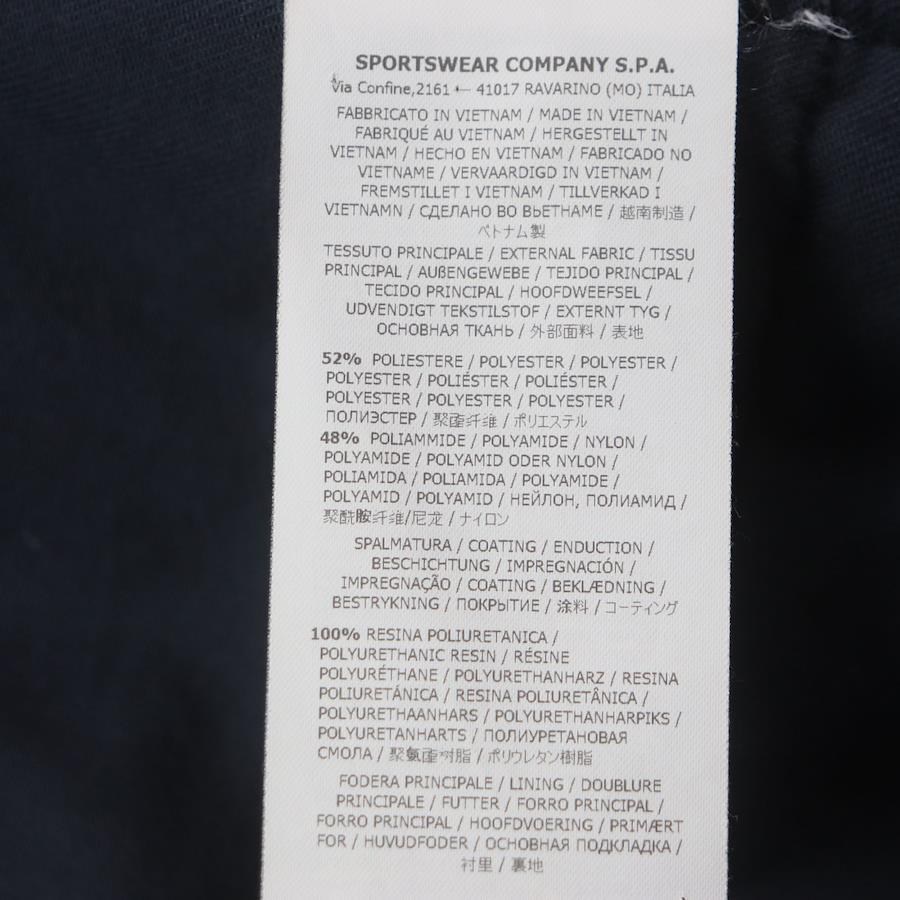 SPORTSWEAR COMPANY S.P.A.
Via Confine,2161 — 41017 RAVARINO (MO) ITALIA
FABBRICATO IN VIETNAM / MADE IN VIETNAM /
FABRIQUÉ AU VIETNAM / HERGESTELLT IN
VIETNAM / HECHO EN VIETNAM / FABRICADO NO
VIETNAME / VERVAARDIGD IN VIETNAM /
FREMSTILLET I VIETNAM / TILLVERKAD I
VIETNAMN / СДЕЛАНО ВО ВЬЕТНАМЕ / 越南制造 /
ベトナム製
TESSUTO PRINCIPALE / EXTERNAL FABRIC / TISSU
PRINCIPAL / AUßENGEWEBE / TEJIDO PRINCIPAL /
TECIDO PRINCIPAL / HOOFDWEEFSEL /
UDVENDIGT TEKSTILSTOF / EXTERNT TYG /
ОСНОВНАЯ ТКАНЬ / 外部面料 / 表地
52% POLIESTERE / POLYESTER / POLYESTER /
POLYESTER / POLIÉSTER / POLIÉSTER /
POLYESTER / POLYESTER / POLYESTER /
ПОЛИЭСТЕР / 聚酯纤维 / ポリエステル
48% POLIAMMIDE / POLYAMIDE / NYLON /
POLYAMIDE / POLYAMID ODER NYLON /
POLIAMIDA / POLIAMIDA / POLYAMIDE /
POLYAMID / POLYAMID / НЕЙЛОН, ПОЛИАМИД /
聚酰胺纤维/尼龙 / ナイロン
SPALMATURA / COATING / ENDUCTION /
BESCHICHTUNG / IMPREGNACIÓN /
IMPREGNAÇÃO / COATING / BEKLÆDNING /
BESTRYKNING / ПОКРЫТИЕ / 涂料 / コーティング
100% RESINA POLIURETANICA /
POLYURETHANIC RESIN / RÉSINE
POLYURÉTHANE / POLYURETHANHARZ / RESINA
POLIURETÁNICA / RESINA POLIURETÂNICA /
POLYURETHAANHARS / POLYURETHANHARPIKS /
POLYURETANHARTS / ПОЛИУРЕТАНОВАЯ
СМОЛА / 聚氨酯树脂 / ポリウレタン樹脂
FODERA PRINCIPALE / LINING / DOUBLURE
PRINCIPALE / FUTTER / FORRO PRINCIPAL /
FORRO PRINCIPAL / HOOFDVOERING / PRIMÆRT
FOR / HUVUDFODER / ОСНОВНАЯ ПОДКЛАДКА /
衬里 / 裏地